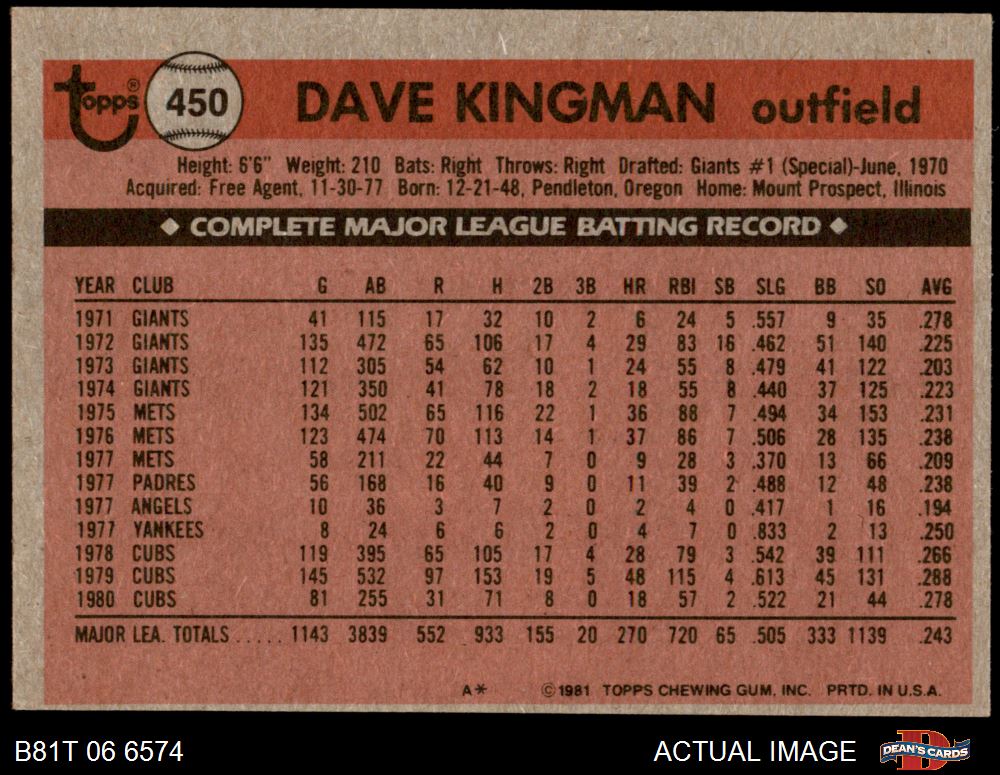 topps® 450 DAVE KINGMAN outfield
Height: 6'6" Weight: 210 Bats: Right Throws: Right Drafted: Giants #1 (Special)-June, 1970
Acquired: Free Agent, 11-30-77 Born: 12-21-48, Pendleton, Oregon Home: Mount Prospect, Illinois
◆ COMPLETE MAJOR LEAGUE BATTING RECORD ◆
YEAR CLUB G AB R H 2B 3B HR RBI SB SLG BB SO AVG
1971 GIANTS 41 115 17 32 10 2 6 24 5 .557 9 35 .278
1972 GIANTS 135 472 65 106 17 4 29 83 16 .462 51 140 .225
1973 GIANTS 112 305 54 62 10 1 24 55 8 .479 41 122 .203
1974 GIANTS 121 350 41 78 18 2 18 55 8 .440 37 125 .223
1975 METS 134 502 65 116 22 1 36 88 7 .494 34 153 .231
1976 METS 123 474 70 113 14 1 37 86 7 .506 28 135 .238
1977 METS 58 211 22 44 7 0 9 28 3 .370 13 66 .209
1977 PADRES 56 168 16 40 9 0 11 39 2 .488 12 48 .238
1977 ANGELS 10 36 3 7 2 0 2 4 0 .417 1 16 .194
1977 YANKEES 8 24 6 6 2 0 4 7 0 .833 2 13 .250
1978 CUBS 119 395 65 105 17 4 28 79 3 .542 39 111 .266
1979 CUBS 145 532 97 153 19 5 48 115 4 .613 45 131 .288
1980 CUBS 81 255 31 71 8 0 18 57 2 .522 21 44 .278
MAJOR LEA. TOTALS ..... 1143 3839 552 933 155 20 270 720 65 .505 333 1139 .243
A* ©1981 TOPPS CHEWING GUM, INC. PRTD. IN U.S.A.
B81T 06 6574 ACTUAL IMAGE DEAN'S CARDS